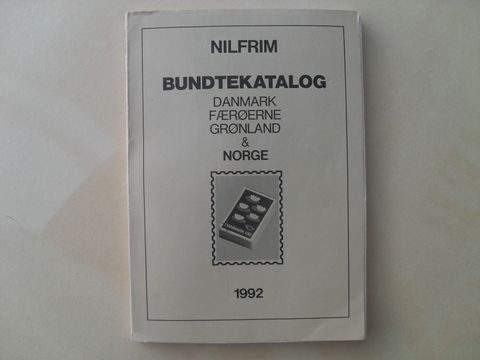 NILFRIM
BUNDTEKATALOG
DANMARK
FÆRØERNE
GRØNLAND
&
NORGE
1992